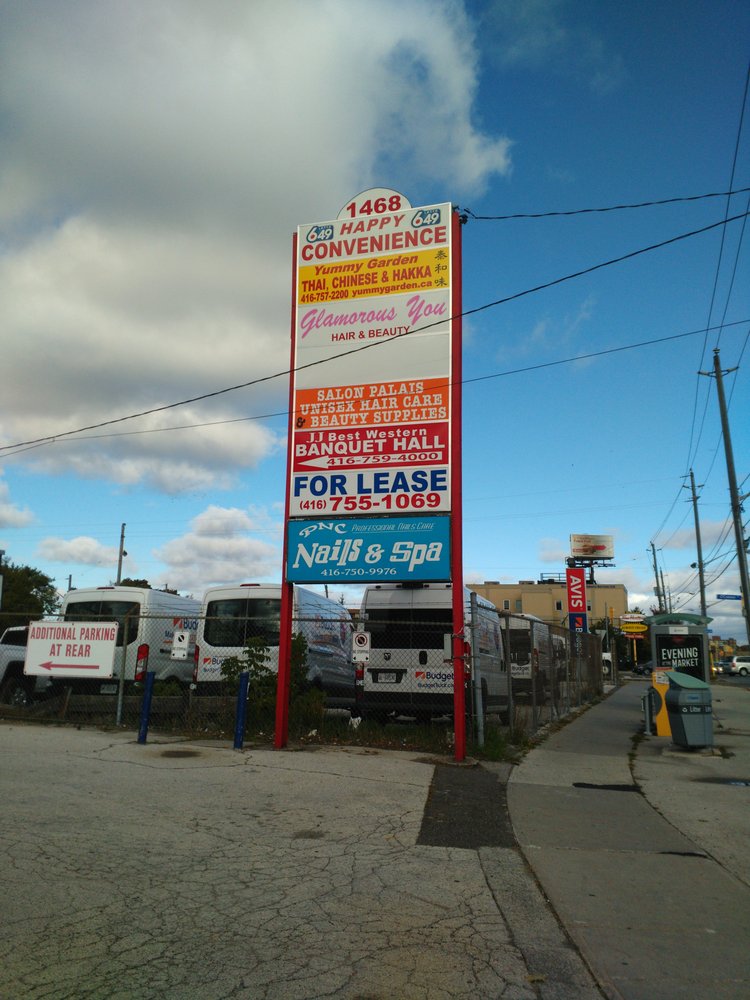 1468
649 649
HAPPY
CONVENIENCE
Yummy Garden
THAI, CHINESE & HAKKA
416-757-2200 yummygarden.ca
泰和味
Glamorous You
HAIR & BEAUTY
SALON PALAIS
UNISEX HAIR CARE
& BEAUTY SUPPLIES
JJ Best Western
BANQUET HALL
416-759-4000
FOR LEASE
(416) 755-1069
PNC PROFESSIONAL NAILS CARE
Nails & Spa
416-750-9976
ADDITIONAL PARKING
AT REAR
Budget
Budget
Budget
AVIS
EVENING
MARKET
Litter